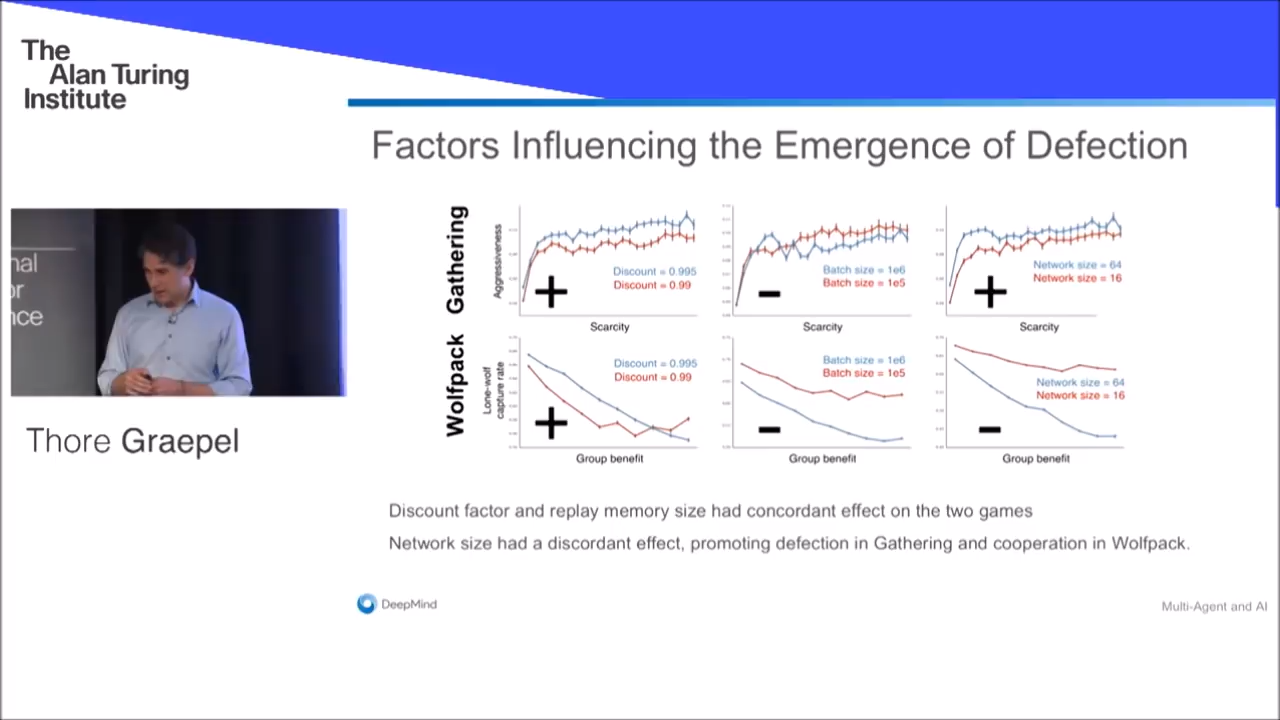 The
Alan Turing
Institute
Factors Influencing the Emergence of Defection
Gathering
Aggressiveness
Discount = 0.995
Discount = 0.99
+
Scarcity
Batch size = 1e6
Batch size = 1e5
−
Scarcity
Network size = 64
Network size = 16
+
Scarcity
Wolfpack
Lone-wolf
capture rate
Discount = 0.995
Discount = 0.99
+
Group benefit
Batch size = 1e6
Batch size = 1e5
−
Group benefit
Network size = 64
Network size = 16
−
Group benefit
nal
or
nce
Thore Graepel
Discount factor and replay memory size had concordant effect on the two games
Network size had a discordant effect, promoting defection in Gathering and cooperation in Wolfpack.
DeepMind
Multi-Agent and AI